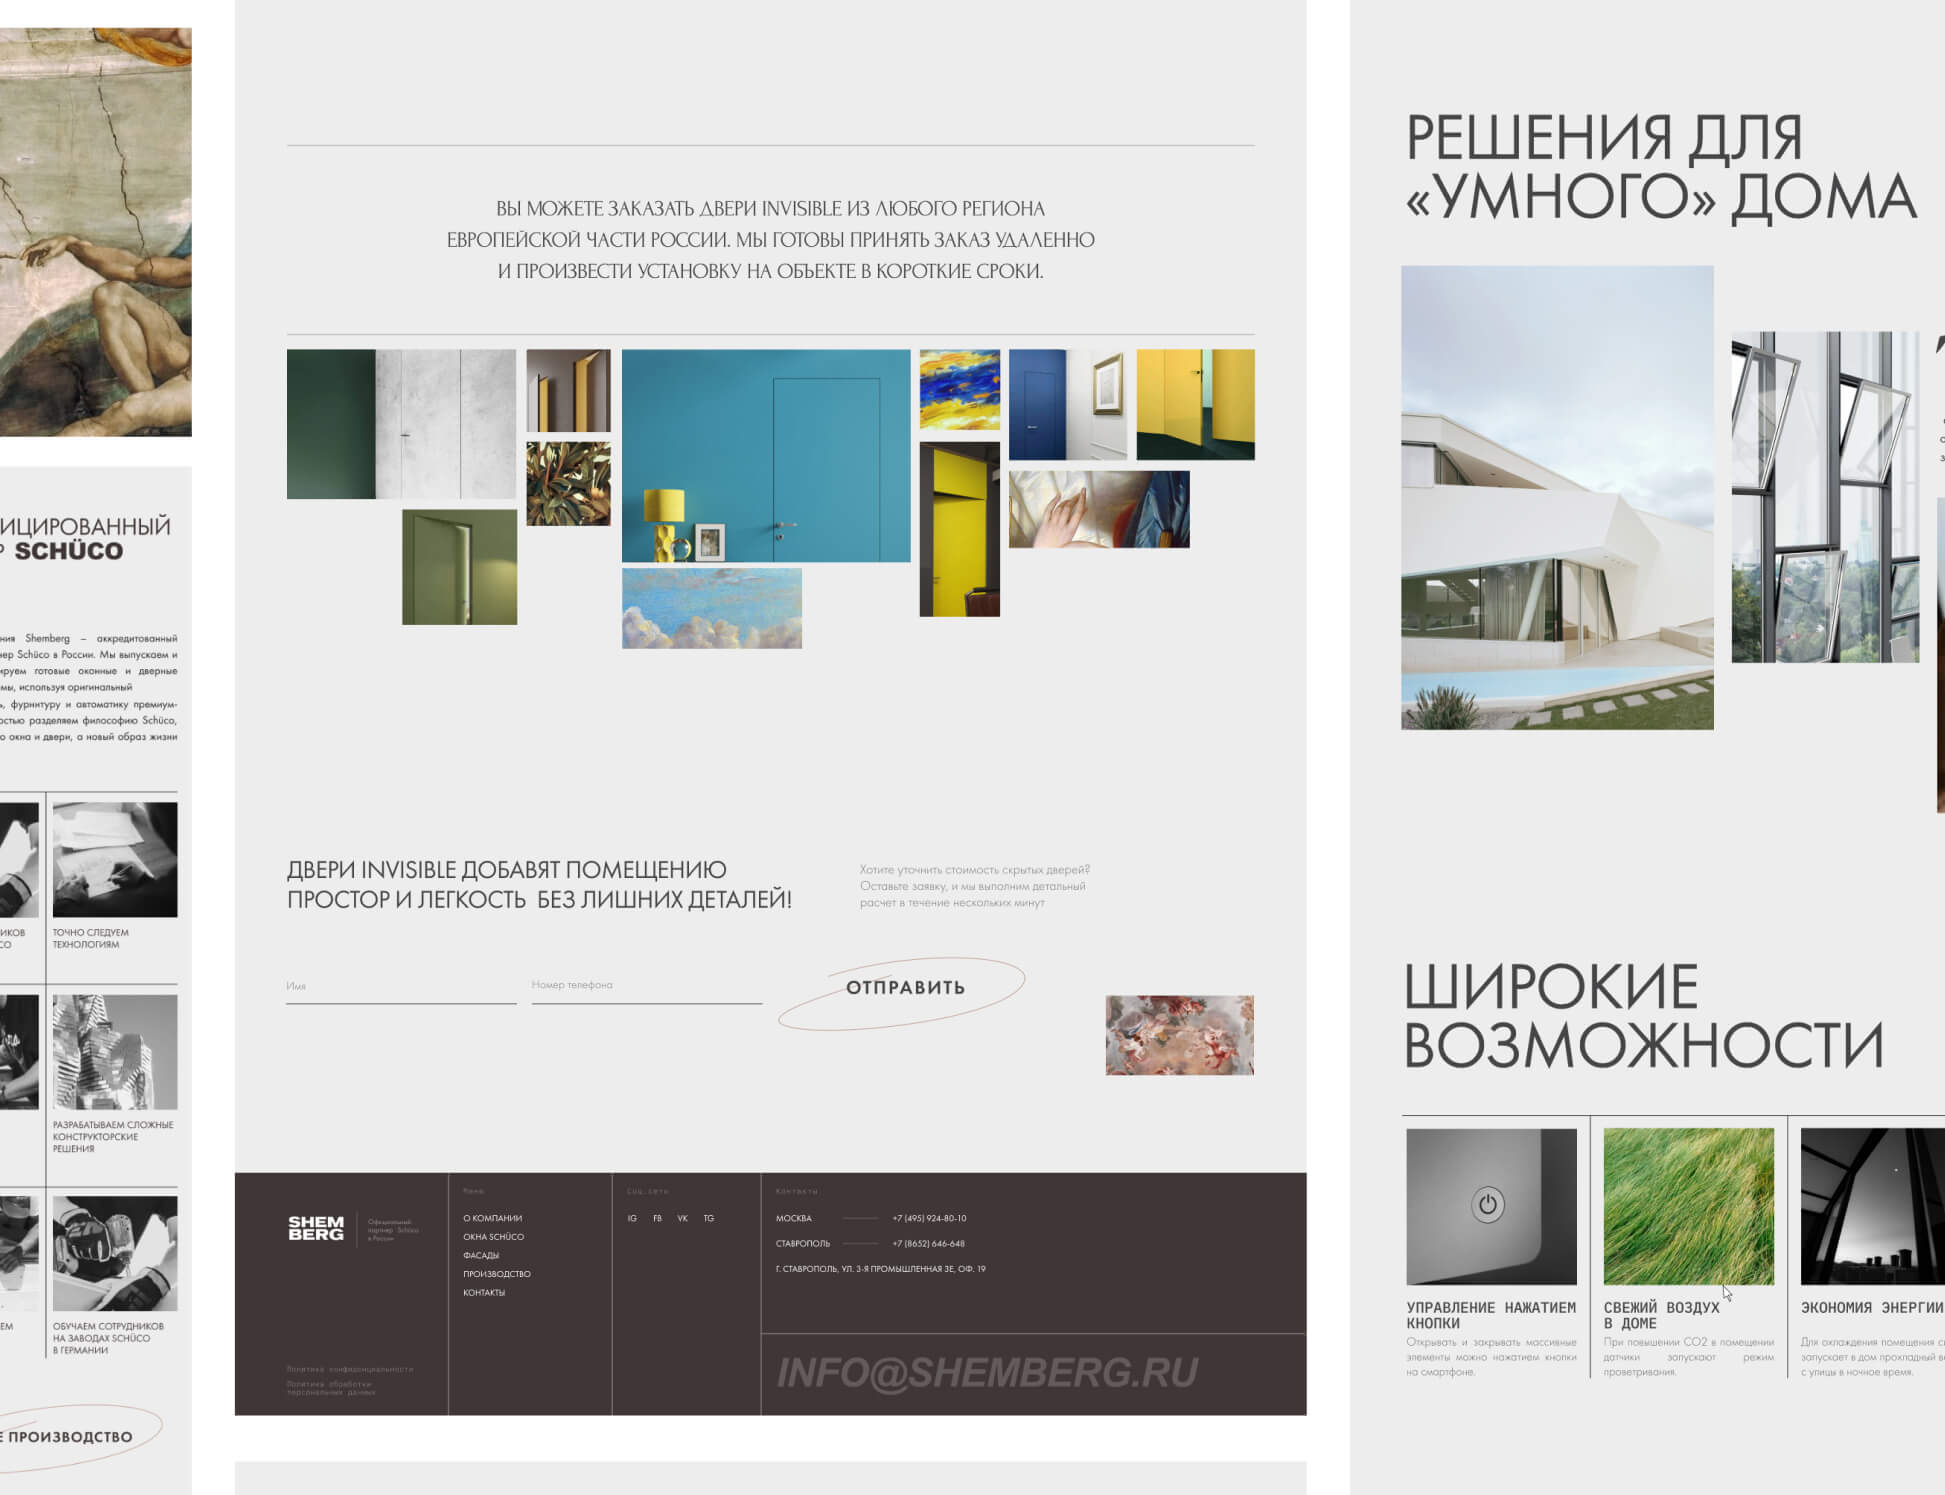 ИЦИРОВАННЫЙ
SCHÜCO
ния Shemberg – аккредитованный
нер Schüco в России. Мы выпускаем и
ируем готовые оконные и дверные
мы, используя оригинальный
ь, фурнитуру и автоматику премиум-
остью разделяем философию Schüco,
о окна и двери, а новый образ жизни
ИКОВ
СО
ТОЧНО СЛЕДУЕМ
ТЕХНОЛОГИЯМ
РАЗРАБАТЫВАЕМ СЛОЖНЫЕ
КОНСТРУКТОРСКИЕ
РЕШЕНИЯ
ЕМ
ОБУЧАЕМ СОТРУДНИКОВ
НА ЗАВОДАХ SCHÜCO
В ГЕРМАНИИ
Е ПРОИЗВОДСТВО
ВЫ МОЖЕТЕ ЗАКАЗАТЬ ДВЕРИ INVISIBLE ИЗ ЛЮБОГО РЕГИОНА
ЕВРОПЕЙСКОЙ ЧАСТИ РОССИИ. МЫ ГОТОВЫ ПРИНЯТЬ ЗАКАЗ УДАЛЕННО
И ПРОИЗВЕСТИ УСТАНОВКУ НА ОБЪЕКТЕ В КОРОТКИЕ СРОКИ.
ДВЕРИ INVISIBLE ДОБАВЯТ ПОМЕЩЕНИЮ
ПРОСТОР И ЛЕГКОСТЬ БЕЗ ЛИШНИХ ДЕТАЛЕЙ!
Хотите уточнить стоимость скрытых дверей?
Оставьте заявку, и мы выполним детальный
расчет в течение нескольких минут
Имя
Номер телефона
ОТПРАВИТЬ
SHEM
BERG
Официальный
партнер Schüco
в России
Политика конфиденциальности
Политика обработки
персональных данных
Меню
О КОМПАНИИ
ОКНА SCHÜCO
ФАСАДЫ
ПРОИЗВОДСТВО
КОНТАКТЫ
Соц.сети
IG FB VK TG
Контакты
МОСКВА +7 (495) 924-80-10
СТАВРОПОЛЬ +7 (8652) 646-648
Г. СТАВРОПОЛЬ, УЛ. 3-Я ПРОМЫШЛЕННАЯ 3Е, ОФ. 19
INFO@SHEMBERG.RU
РЕШЕНИЯ ДЛЯ
«УМНОГО» ДОМА
ШИРОКИЕ
ВОЗМОЖНОСТИ
УПРАВЛЕНИЕ НАЖАТИЕМ
КНОПКИ
Открывать и закрывать массивные
элементы можно нажатием кнопки
на смартфоне.
СВЕЖИЙ ВОЗДУХ
В ДОМЕ
При повышении СО2 в помещении
датчики запускают режим
проветривания.
ЭКОНОМИЯ ЭНЕРГИИ
Для охлаждения помещения
запускает в дом прохладный
с улицы в ночное время.